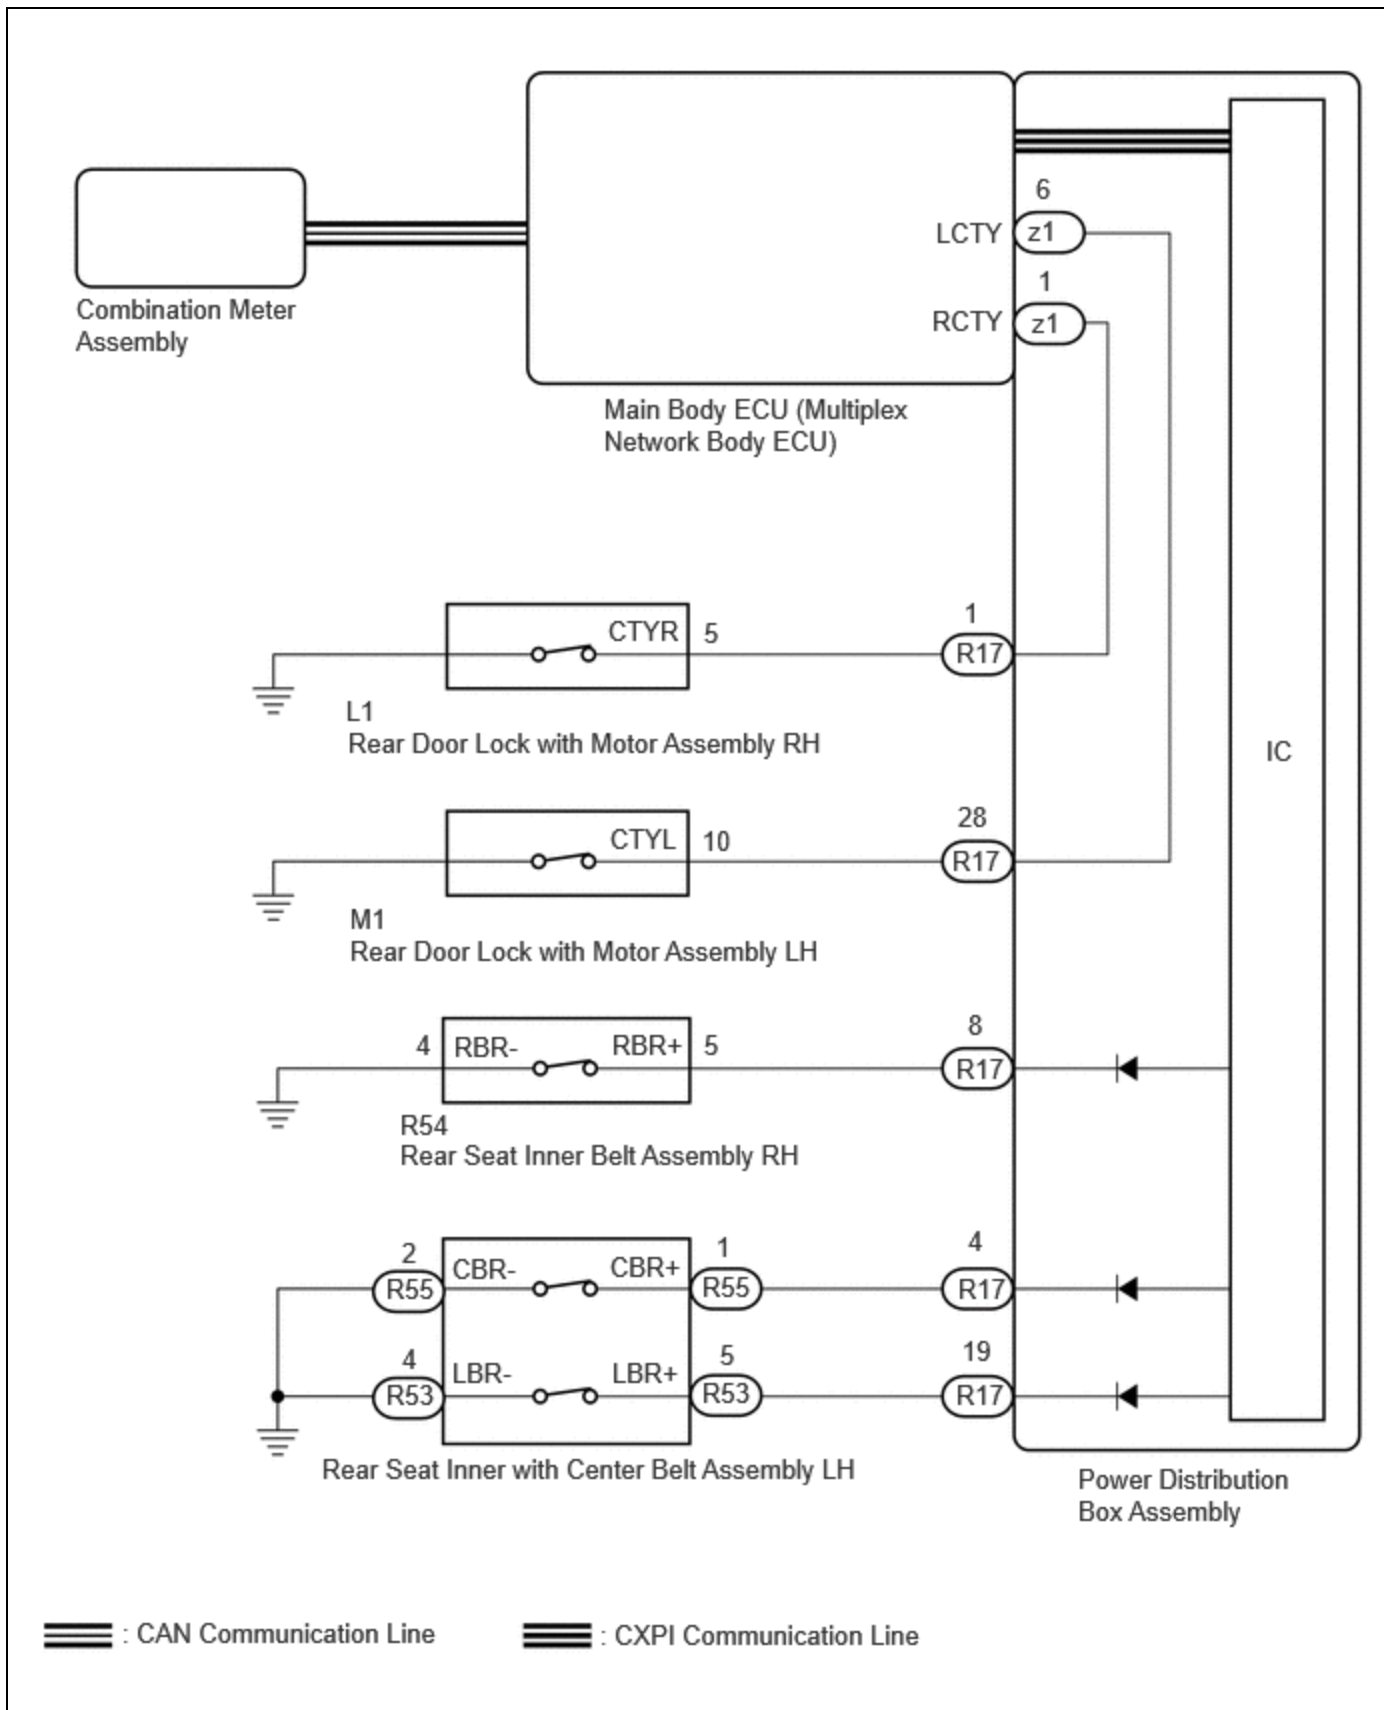 6
LCTY z1
1
RCTY z1
Combination Meter
Assembly
Main Body ECU (Multiplex
Network Body ECU)
CTYR 5
1
R17
L1
Rear Door Lock with Motor Assembly RH
IC
CTYL 10
28
R17
M1
Rear Door Lock with Motor Assembly LH
4 RBR- RBR+ 5
8
R17
R54
Rear Seat Inner Belt Assembly RH
2
R55
CBR- CBR+
1
R55
4
R17
4
R53
LBR- LBR+
5
R53
19
R17
Rear Seat Inner with Center Belt Assembly LH
Power Distribution
Box Assembly
: CAN Communication Line
: CXPI Communication Line